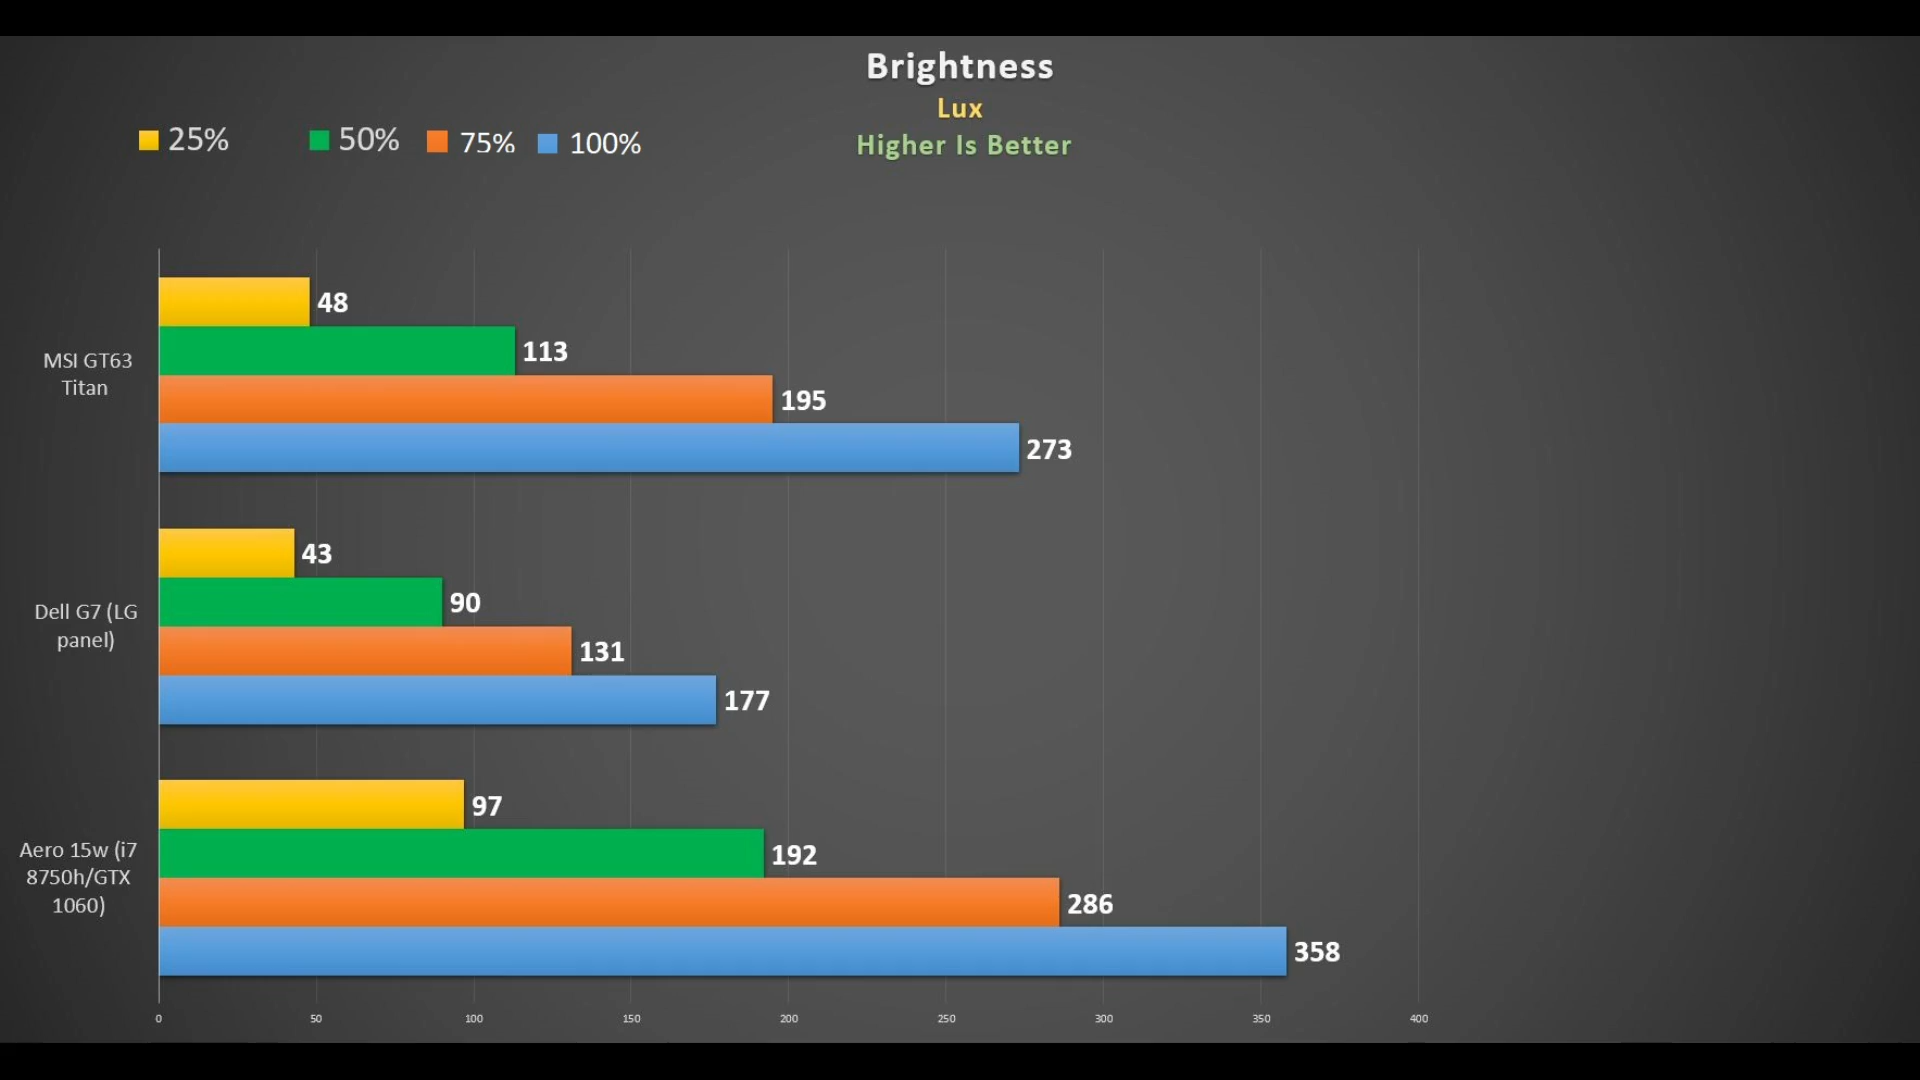 Brightness
Lux
Higher Is Better
25% 50% 75% 100%
MSI GT63
Titan
48
113
195
273
Dell G7 (LG
panel)
43
90
131
177
Aero 15w (i7
8750h/GTX
1060)
97
192
286
358
0 50 100 150 200 250 300 350 400